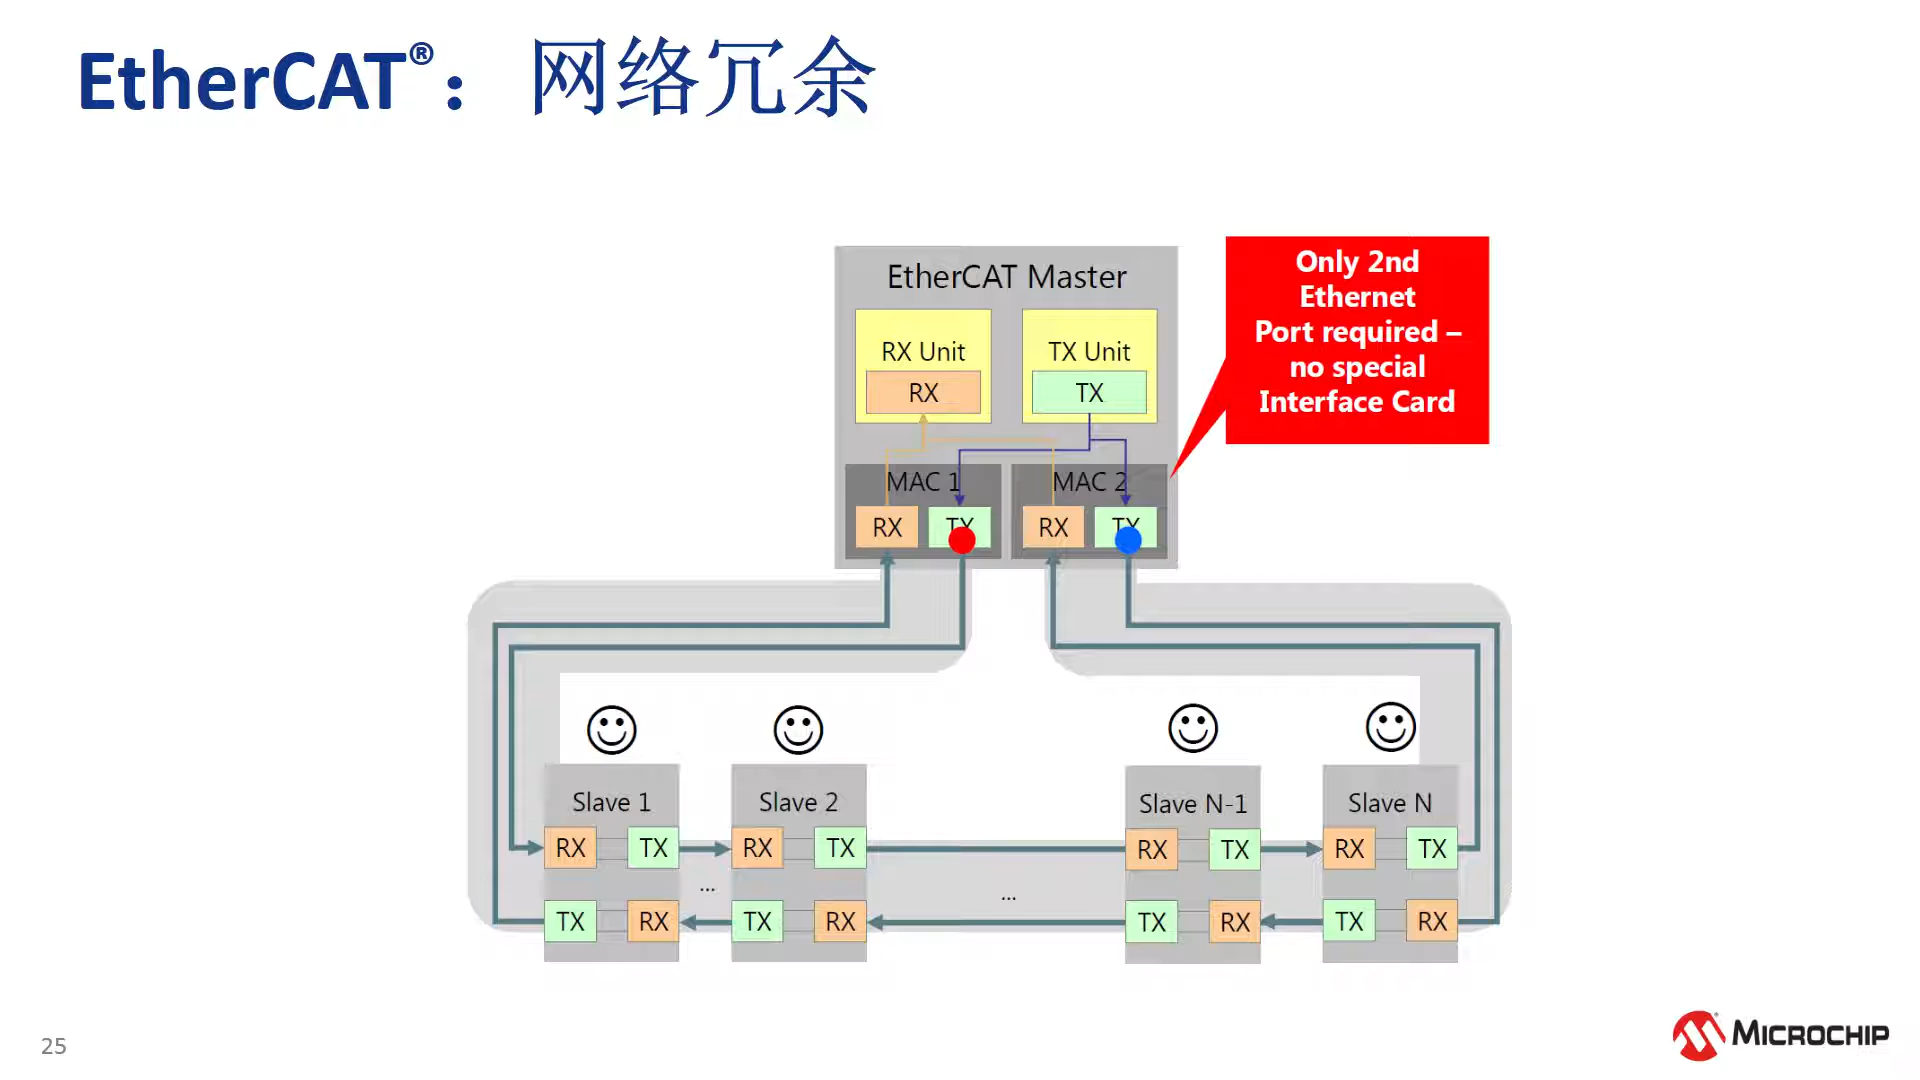 EtherCAT®：网络冗余
EtherCAT Master
RX Unit
TX Unit
RX
TX
MAC 1
MAC 2
RX
TX
RX
TX
Only 2nd
Ethernet
Port required –
no special
Interface Card
Slave 1
Slave 2
Slave N-1
Slave N
RX
TX
RX
TX
RX
TX
RX
TX
...
...
TX
RX
TX
RX
TX
RX
TX
RX
25
MICROCHIP